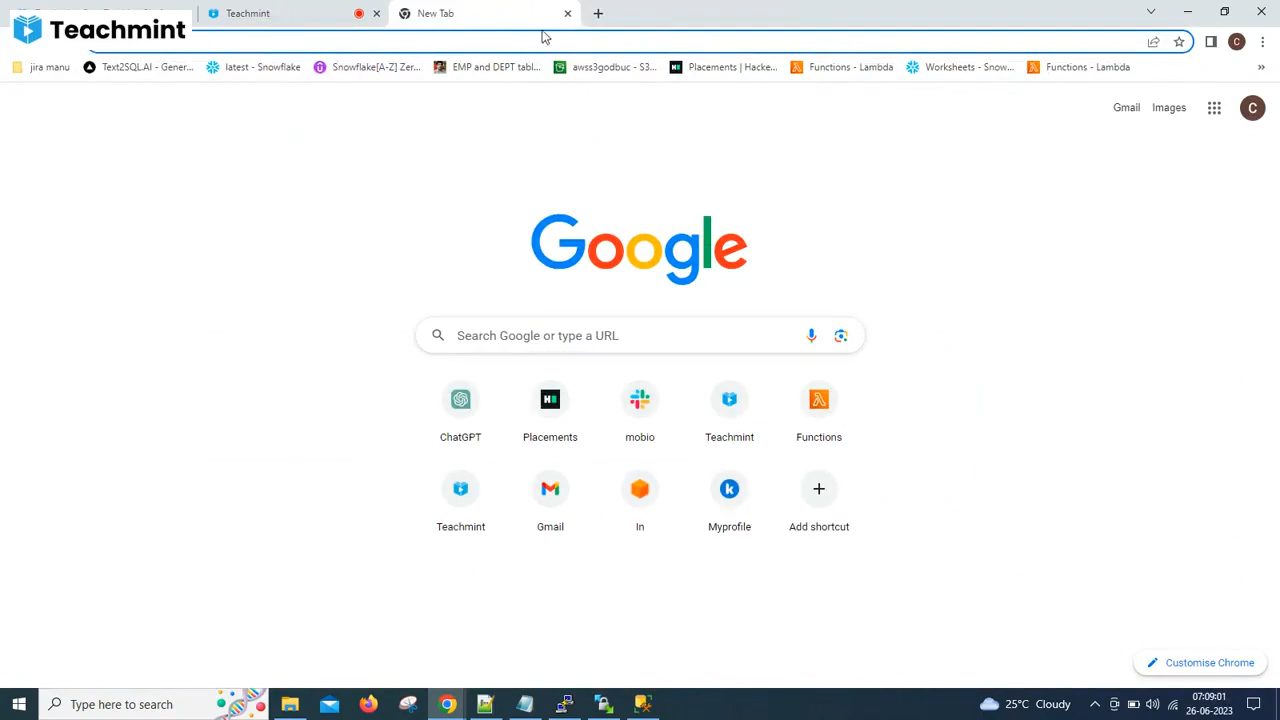 Teachmint
New Tab
Teachmint
jira manu
Text2SQL.AI - Gener...
latest - Snowflake
Snowflake[A-Z] Zer...
EMP and DEPT tabl...
awss3godbuc - S3...
Placements | Hacke...
Functions - Lambda
Worksheets - Snow...
Functions - Lambda
»
Gmail
Images
C
C
Google
Search Google or type a URL
ChatGPT
Placements
mobio
Teachmint
Functions
Teachmint
Gmail
In
Myprofile
Add shortcut
Customise Chrome
Type here to search
25°C Cloudy
07:09:01
26-06-2023